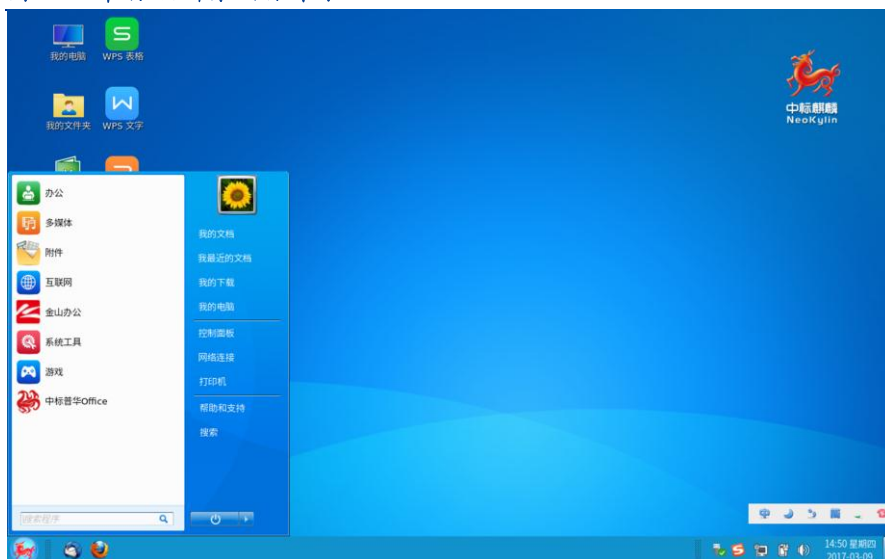 我的电脑
WPS 表格
我的文件夹
WPS 文字
中标麒麟
NeoKylin
办公
多媒体
附件
互联网
金山办公
系统工具
游戏
中标普华Office
搜索程序
我的文档
我最近的文档
我的下载
我的电脑
控制面板
网络连接
打印机
帮助和支持
搜索
中
简
14:50 星期四
2017-03-09